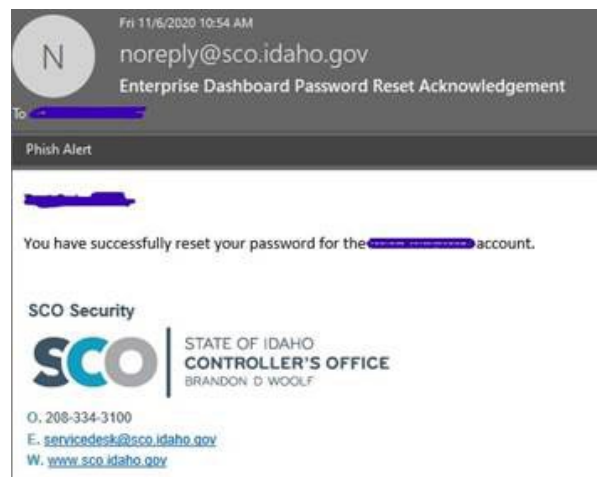 Fri 11/6/2020 10:54 AM
N
noreply@sco.idaho.gov
Enterprise Dashboard Password Reset Acknowledgement
To
Phish Alert
You have successfully reset your password for the account.
SCO Security
SCO
STATE OF IDAHO
CONTROLLER'S OFFICE
BRANDON D WOOLF
O. 208-334-3100
E. servicedesk@sco.idaho.gov
W. www.sco.idaho.gov